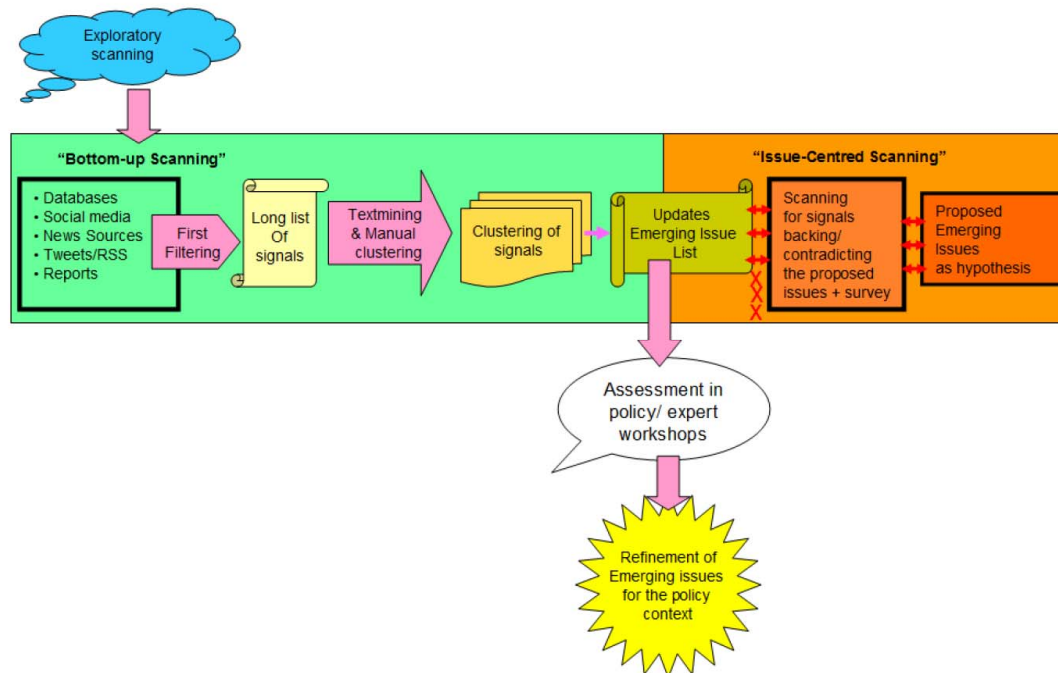 Exploratory
scanning
“Bottom-up Scanning”
• Databases
• Social media
• News Sources
• Tweets/RSS
• Reports
First
Filtering
Long list
Of
signals
Textmining
& Manual
clustering
Clustering of
signals
Updates
Emerging Issue
List
“Issue-Centred Scanning”
Scanning
for signals
backing/
contradicting
the proposed
issues + survey
Proposed
Emerging
Issues
as hypothesis
X
X
X
Assessment in
policy/ expert
workshops
Refinement of
Emerging issues
for the policy
context